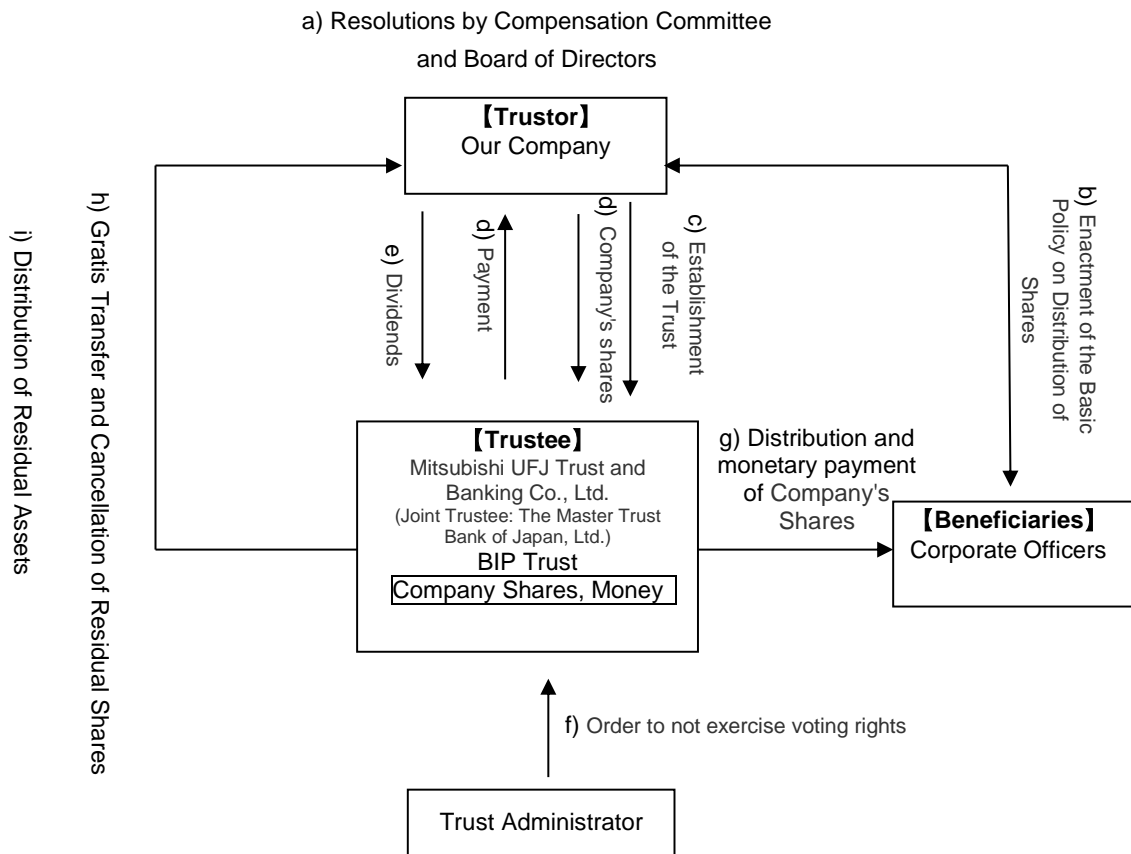 a) Resolutions by Compensation Committee
and Board of Directors
【Trustor】
Our Company
i) Distribution of Residual Assets
h) Gratis Transfer and Cancellation of Residual Shares
e) Dividends
d) Payment
d) Company's shares
c) Establishment
of the Trust
b) Enactment of the Basic
Policy on Distribution of
Shares
【Trustee】
Mitsubishi UFJ Trust and
Banking Co., Ltd.
(Joint Trustee: The Master Trust
Bank of Japan, Ltd.)
BIP Trust
Company Shares, Money
g) Distribution and
monetary payment
of Company's
Shares
【Beneficiaries】
Corporate Officers
f) Order to not exercise voting rights
Trust Administrator